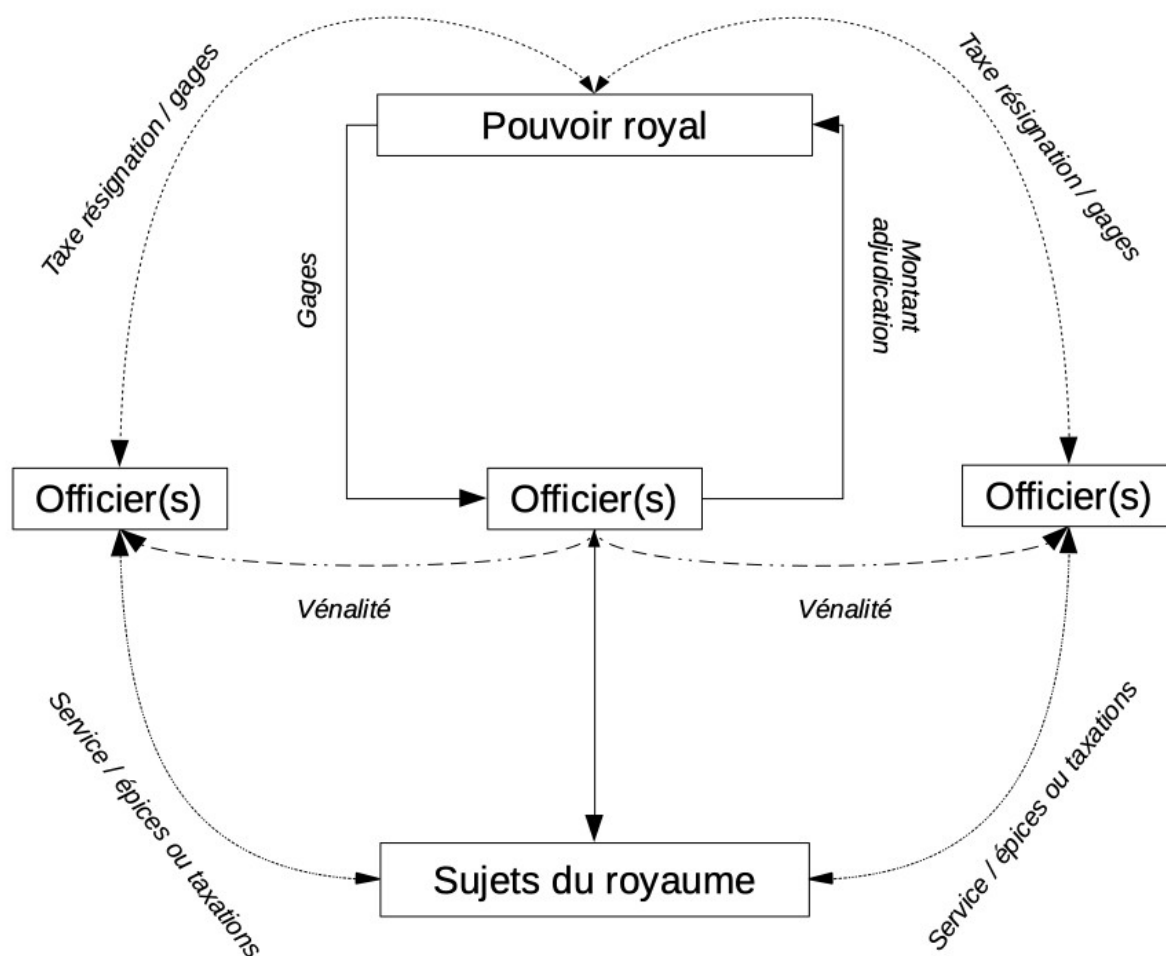 Taxe résignation / gages
Taxe résignation / gages
Pouvoir royal
Gages
Montant
adjudication
Officier(s)
Officier(s)
Officier(s)
Vénalité
Vénalité
Service / épices ou taxations
Service / épices ou taxations
Sujets du royaume